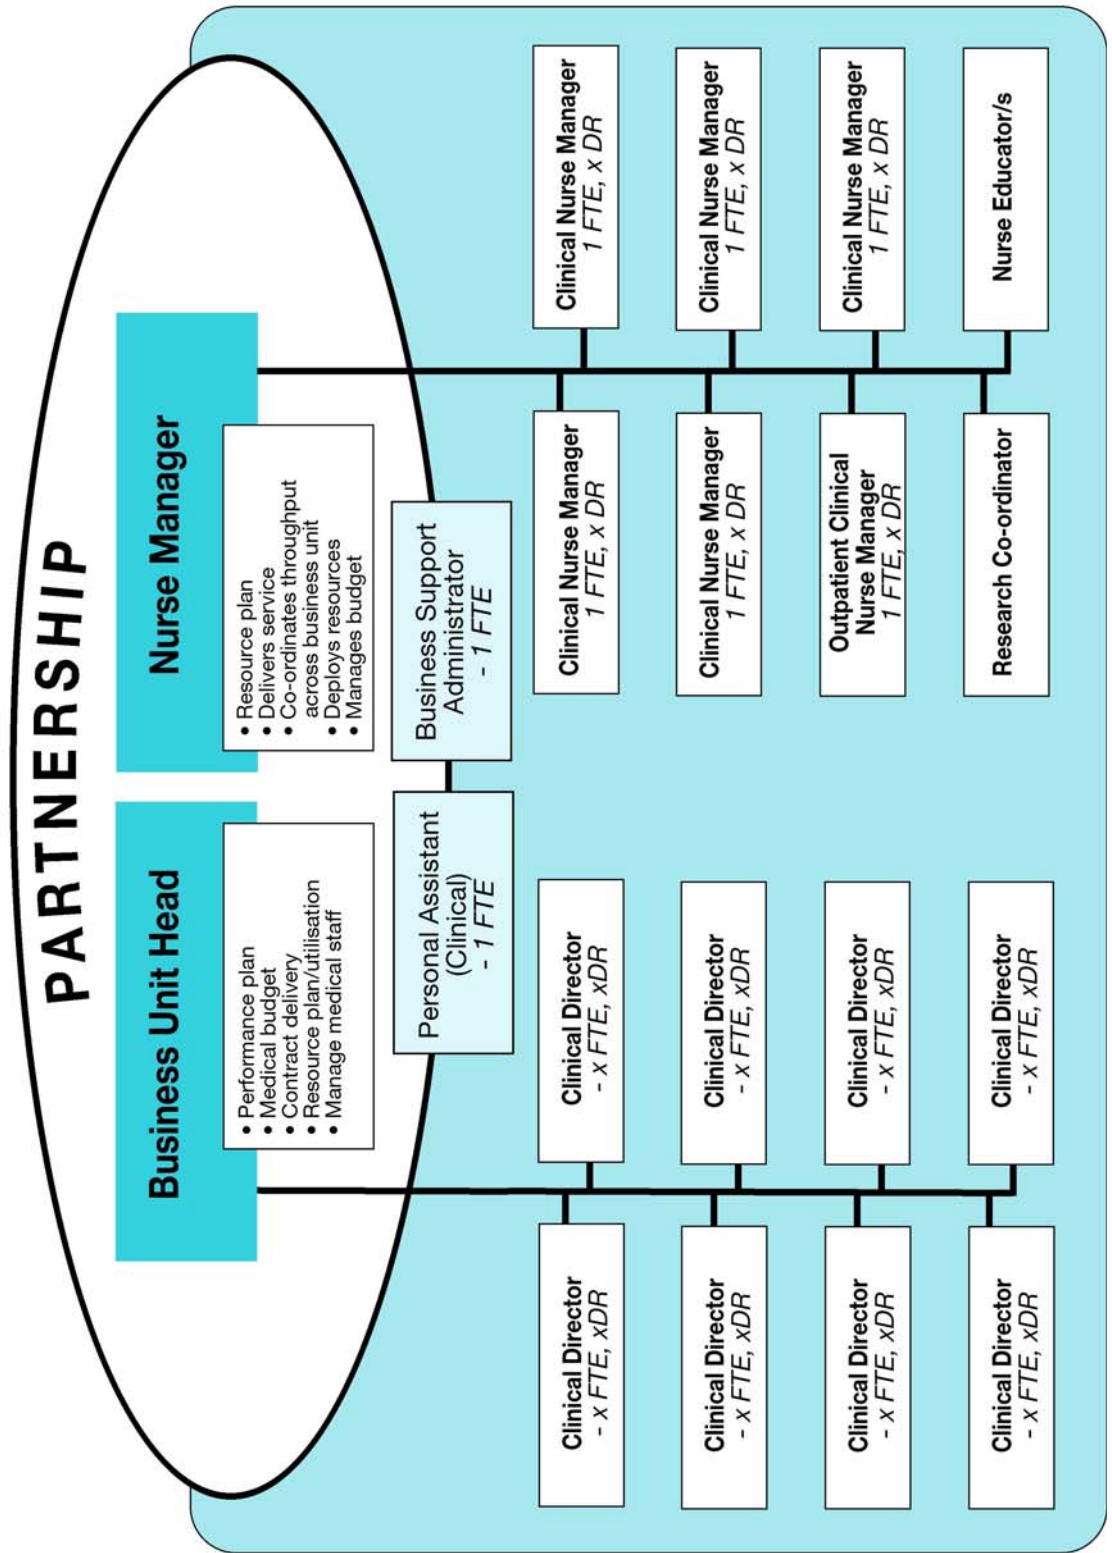 PARTNERSHIP
Business Unit Head
• Performance plan
• Medical budget
• Contract delivery
• Resource plan/utilisation
• Manage medical staff
Nurse Manager
• Resource plan
• Delivers service
• Co-ordinates throughput
across business unit
• Deploys resources
• Manages budget
Personal Assistant
(Clinical)
- 1 FTE
Business Support
Administrator
- 1 FTE
Clinical Director
- x FTE, xDR
Clinical Director
- x FTE, xDR
Clinical Director
- x FTE, xDR
Clinical Director
- x FTE, xDR
Clinical Director
- x FTE, xDR
Clinical Director
- x FTE, xDR
Clinical Director
- x FTE, xDR
Clinical Director
- x FTE, xDR
Clinical Nurse Manager
1 FTE, x DR
Clinical Nurse Manager
1 FTE, x DR
Clinical Nurse Manager
1 FTE, x DR
Clinical Nurse Manager
1 FTE, x DR
Outpatient Clinical
Nurse Manager
1 FTE, x DR
Clinical Nurse Manager
1 FTE, x DR
Research Co-ordinator
Nurse Educator/s